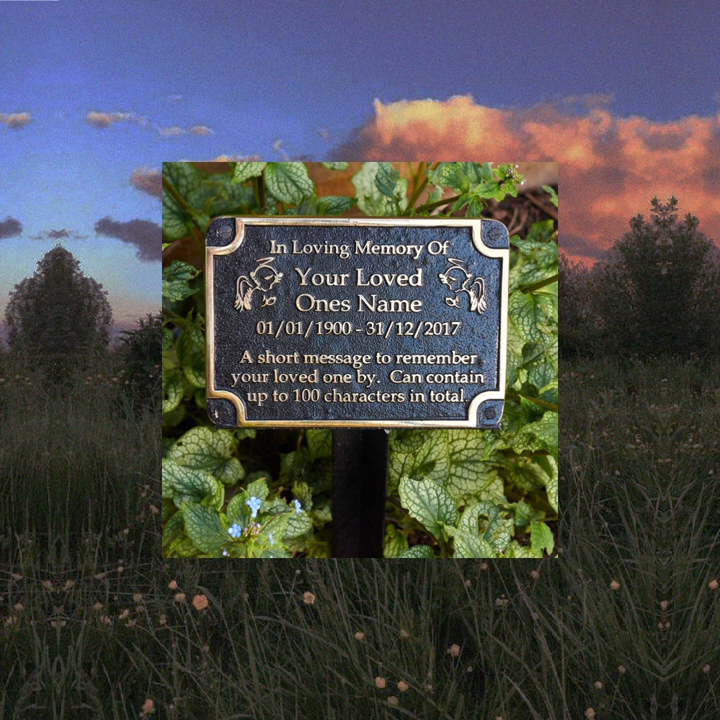 In Loving Memory Of
Your Loved
Ones Name
01/01/1900 - 31/12/2017
A short message to remember
your loved one by. Can contain
up to 100 characters in total.